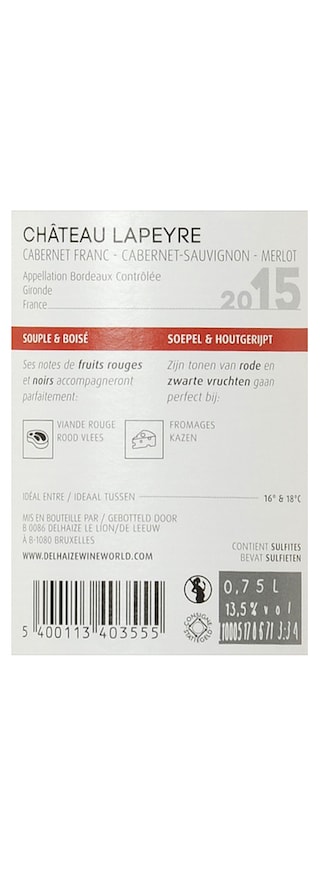 CHÂTEAU LAPEYRE
CABERNET FRANC - CABERNET-SAUVIGNON - MERLOT
Appellation Bordeaux Contrôlée
Gironde
France
2015
SOUPLE & BOISÉ
SOEPEL & HOUTGERIJPT
Ses notes de fruits rouges
et noirs accompagneront
parfaitement:
Zijn tonen van rode en
zwarte vruchten gaan
perfect bij:
VIANDE ROUGE
ROOD VLEES
FROMAGES
KAZEN
IDÉAL ENTRE / IDEAAL TUSSEN
16° & 18°C
MIS EN BOUTEILLE PAR / GEBOTTELD DOOR
B 0086 DELHAIZE LE LION/DE LEEUW
À B-1080 BRUXELLES
WWW.DELHAIZEWINEWORLD.COM
CONTIENT SULFITES
BEVAT SULFIETEN
5 400113 403555
CONSIGNE
STATIEGELD
0,75 L
13,5% vol